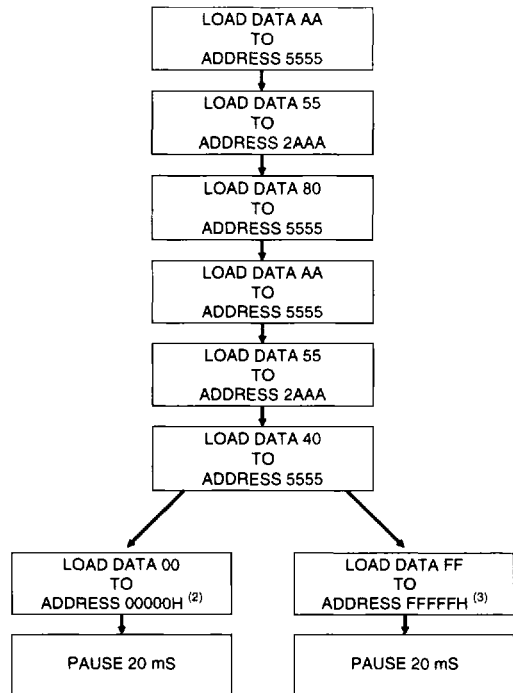 LOAD DATA AA
TO
ADDRESS 5555
LOAD DATA 55
TO
ADDRESS 2AAA
LOAD DATA 80
TO
ADDRESS 5555
LOAD DATA AA
TO
ADDRESS 5555
LOAD DATA 55
TO
ADDRESS 2AAA
LOAD DATA 40
TO
ADDRESS 5555
LOAD DATA 00
TO
ADDRESS 00000H (2)
PAUSE 20 mS
LOAD DATA FF
TO
ADDRESS FFFFFH (3)
PAUSE 20 mS